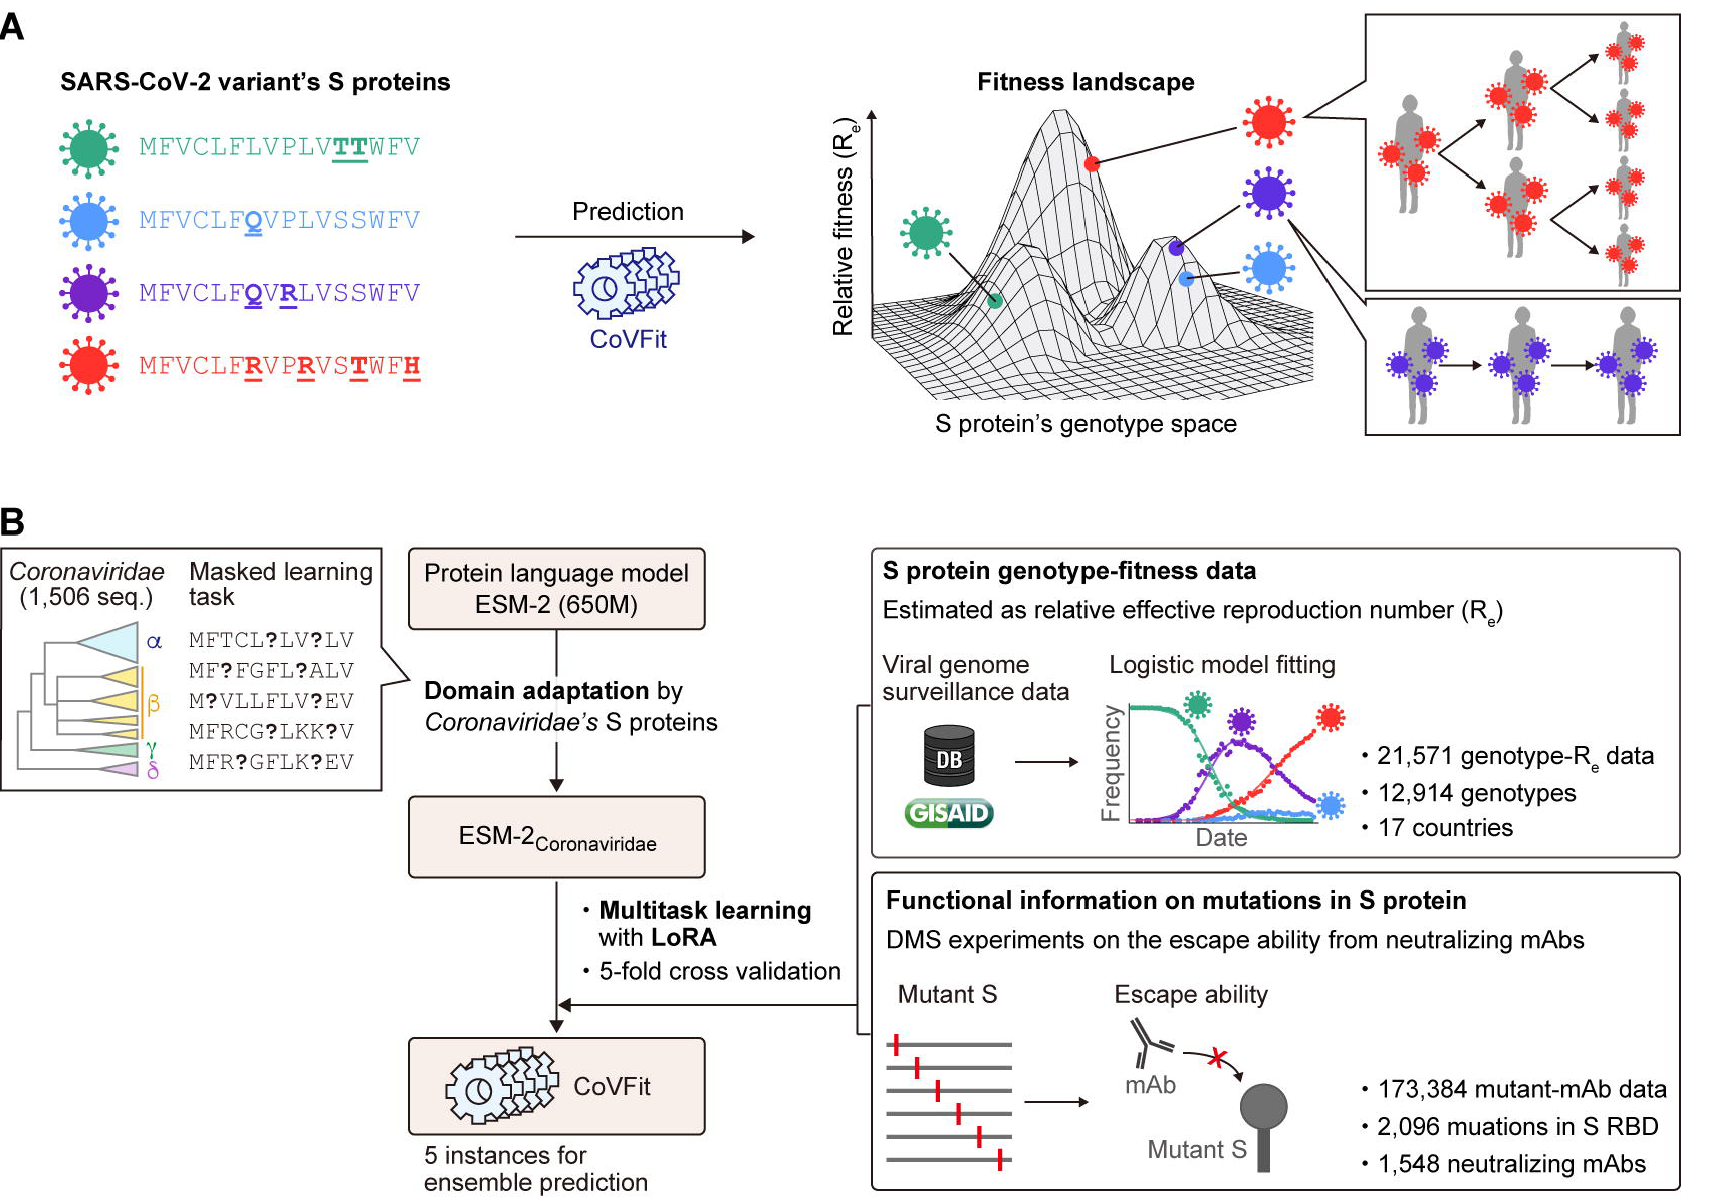 A
SARS-CoV-2 variant's S proteins
MFVCLFLVPLVTTWFV
MFVCLFQVPLVSSWFV
MFVCLFQVRLVSSWFV
MFVCLFRVPRVSTWFH
Prediction
CoVFit
Fitness landscape
Relative fitness (Re)
S protein's genotype space
B
Coronaviridae
(1,506 seq.)
α
β
γ
δ
Masked learning
task
MFTCL?LV?LV
MF?FGFL?ALV
M?VLLFLV?EV
MFRCG?LKK?V
MFR?GFLK?EV
Protein language model
ESM-2 (650M)
Domain adaptation by
Coronaviridae's S proteins
ESM-2Coronaviridae
・Multitask learning
with LoRA
・5-fold cross validation
CoVFit
5 instances for
ensemble prediction
S protein genotype-fitness data
Estimated as relative effective reproduction number (Re)
Viral genome
surveillance data
DB
GISAID
Logistic model fitting
Frequency
Date
・21,571 genotype-Re data
・12,914 genotypes
・17 countries
Functional information on mutations in S protein
DMS experiments on the escape ability from neutralizing mAbs
Mutant S
Escape ability
mAb
Mutant S
・173,384 mutant-mAb data
・2,096 muations in S RBD
・1,548 neutralizing mAbs